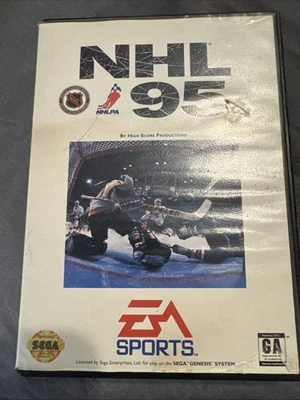 NHL
95
NHLPA
BY HIGH SCORE PRODUCTIONS
EA
SPORTS
Licensed by Sega Enterprises, Ltd. for play on the SEGA GENESIS SYSTEM
SEGA
GA